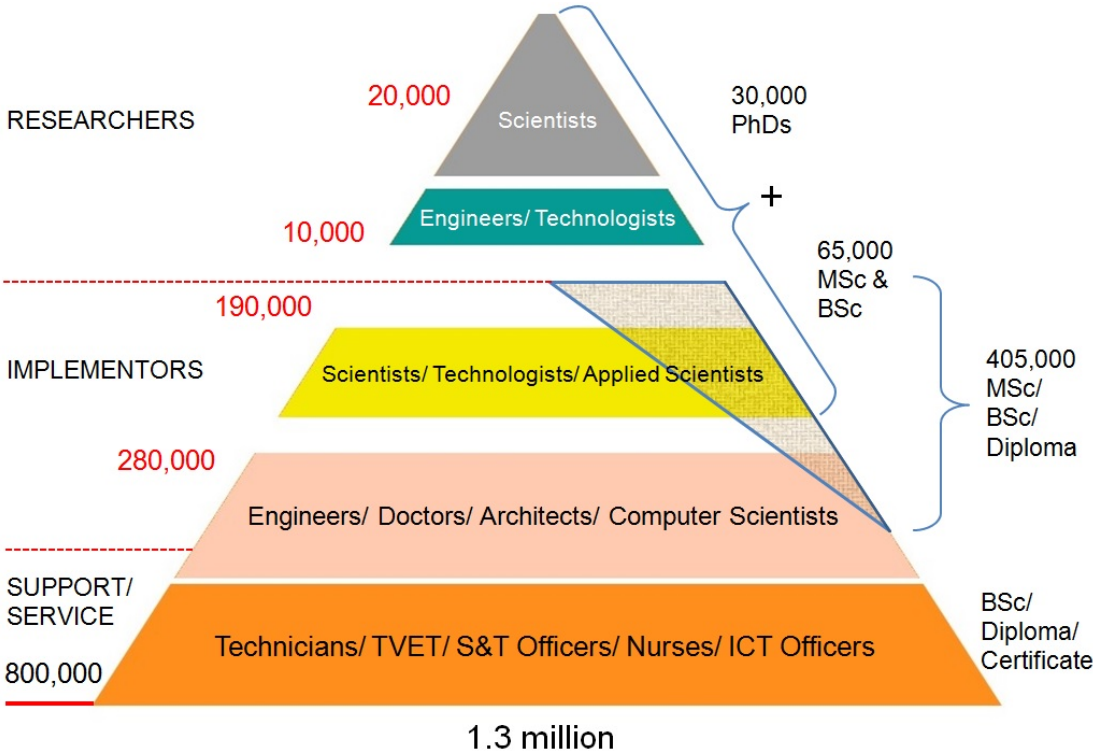 20,000
30,000
PhDs
RESEARCHERS
Scientists
+
Engineers/ Technologists
10,000
65,000
MSc &
BSc
190,000
IMPLEMENTORS
Scientists/ Technologists/ Applied Scientists
405,000
MSc/
BSc/
Diploma
280,000
Engineers/ Doctors/ Architects/ Computer Scientists
SUPPORT/
SERVICE
BSc/
Diploma/
Certificate
Technicians/ TVET/ S&T Officers/ Nurses/ ICT Officers
800,000
1.3 million